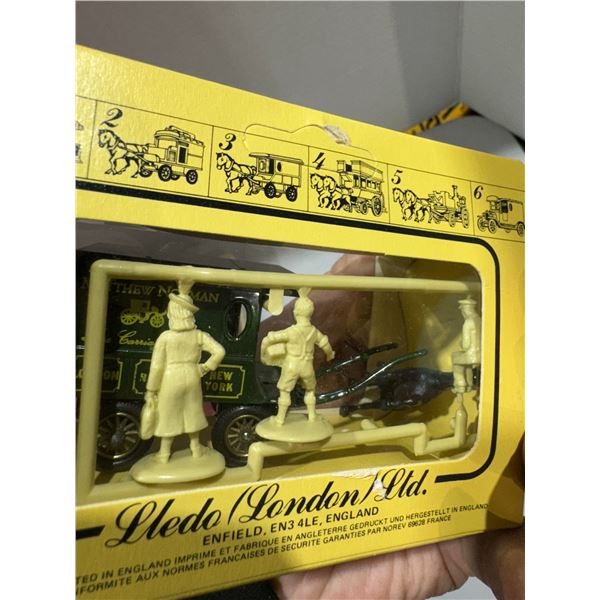 2
3
4
5
6
THEW NORMAN
Carria
NEW
YORK
Lledo (London) Ltd.
ENFIELD, EN3 4LE, ENGLAND
TED IN ENGLAND IMPRIME ET FABRIQUE EN ANGLETERRE GEDRUCKT UND HERGESTELLT IN ENGLAND
ONFORMITE AUX NORMES FRANCAISES DE SECURITE GARANTIES PAR NOREV 69628 FRANCE